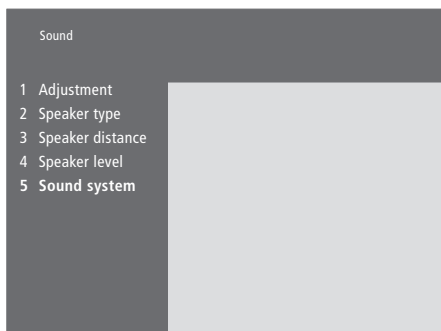 Sound
1 Adjustment
2 Speaker type
3 Speaker distance
4 Speaker level
5 Sound system